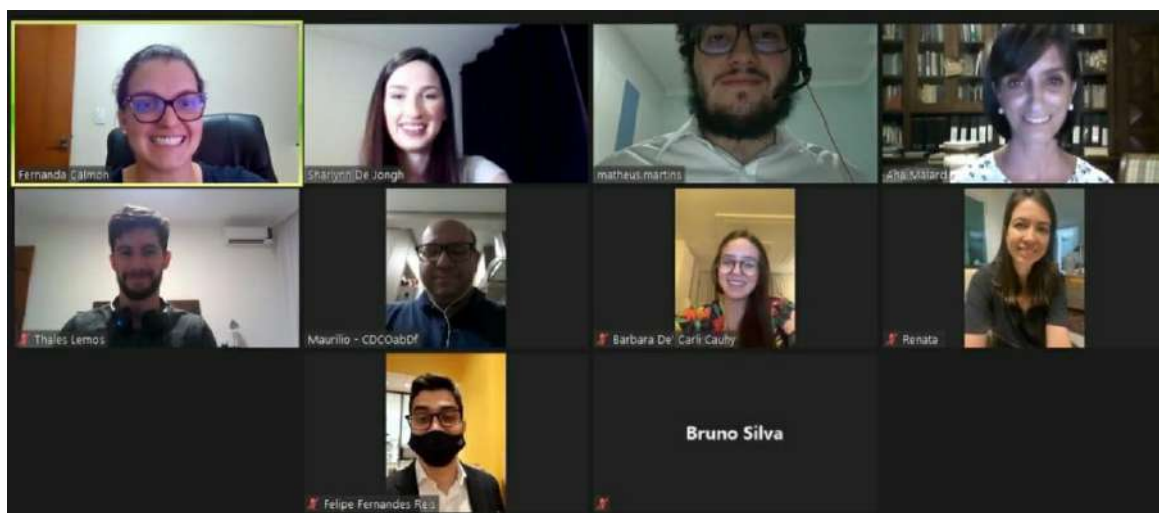 Fernanda Calmon
Sharlynn De Jongh
matheus.martins
Ana Malard
Thales Lemos
Maurilio - CDCOabDf
Barbara De' Carli Cauhy
Renata
Felipe Fernandes Reis
Bruno Silva